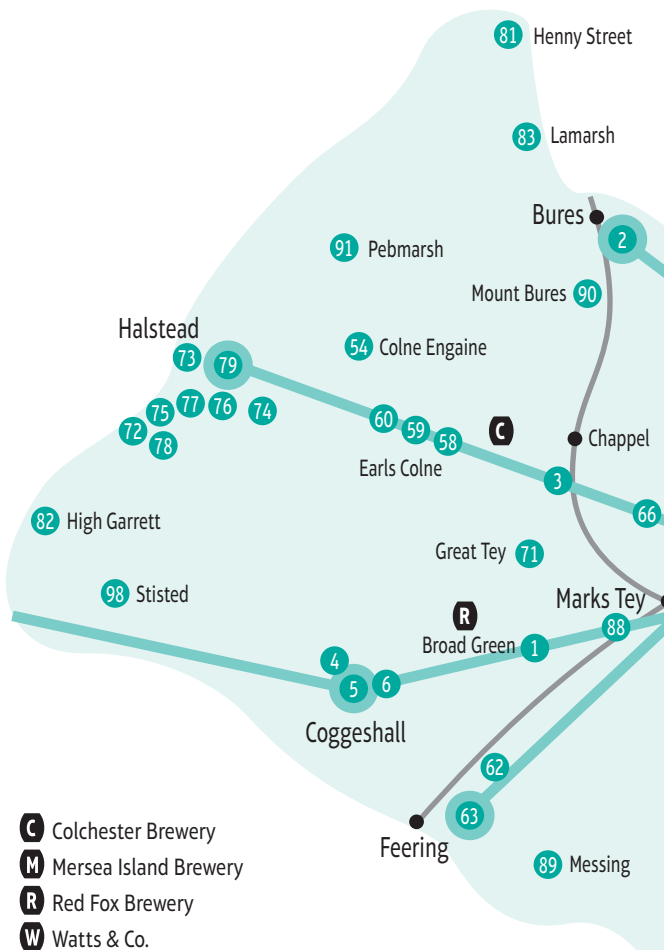 81 Henny Street
83 Lamarsh
Bures
2
91 Pebmarsh
Mount Bures 90
Halstead
73 79
54 Colne Engaine
72 75 78 77 76 74
60 59 58
C
Chappel
Earls Colne
3
66
82 High Garrett
Great Tey 71
98 Stisted
Marks Tey
R
88
Broad Green 1
4
5
6
Coggeshall
62
63
Feering
89 Messing
C Colchester Brewery
M Mersea Island Brewery
R Red Fox Brewery
W Watts & Co.